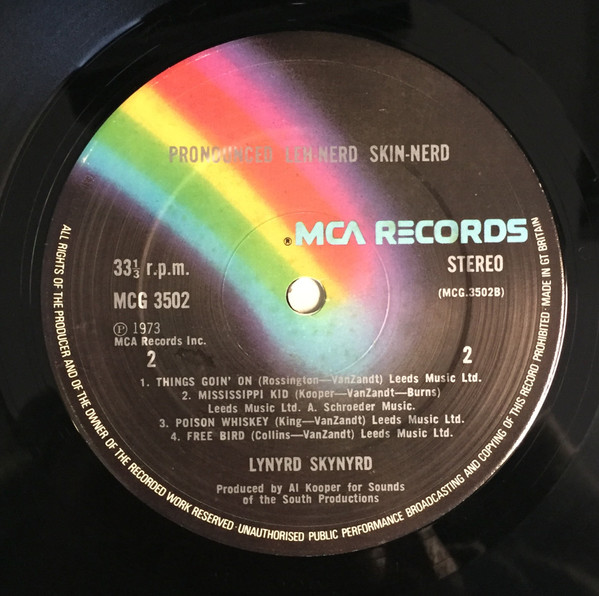 PRONOUNCED LEH-NERD SKIN-NERD
® MCA RECORDS
33⅓ r.p.m.
STEREO
MCG 3502
(MCG.3502B)
Ⓟ 1973
MCA Records Inc.
2
2
1. THINGS GOIN' ON (Rossington—VanZandt) Leeds Music Ltd.
2. MISSISSIPPI KID (Kooper—VanZandt—Burns)
Leeds Music Ltd. A. Schroeder Music.
3. POISON WHISKEY (King—VanZandt) Leeds Music Ltd.
4. FREE BIRD (Collins—VanZandt) Leeds Music Ltd.
LYNYRD SKYNYRD
Produced by Al Kooper for Sounds
of the South Productions
ALL RIGHTS OF THE PRODUCER AND OF THE OWNER OF THE RECORDED WORK RESERVED·UNAUTHORISED PUBLIC PERFORMANCE BROADCASTING AND COPYING OF THIS RECORD PROHIBITED·MADE IN GT BRITAIN